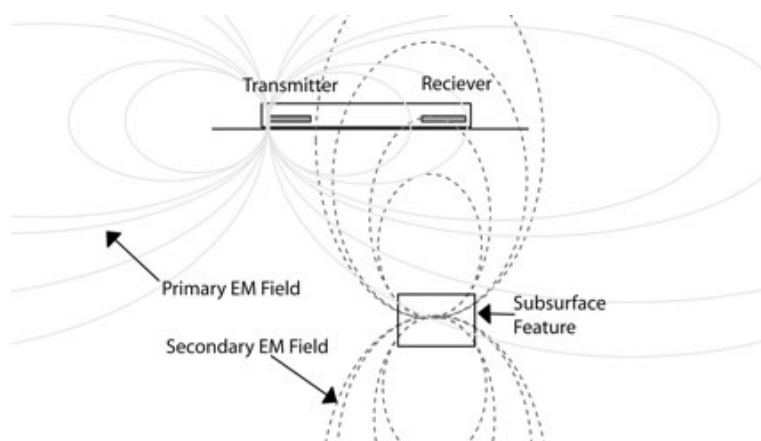 Transmitter
Reciever
Primary EM Field
Subsurface
Feature
Secondary EM Field